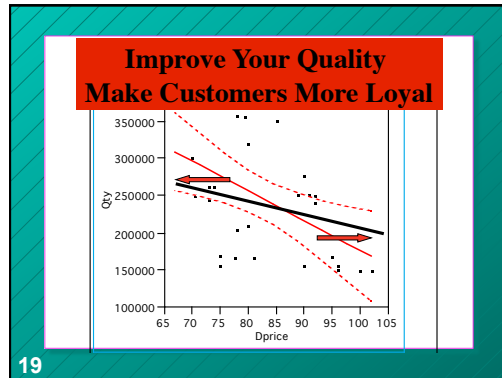 Improve Your Quality
Make Customers More Loyal
350000
300000
250000
200000
150000
100000
Qty
65 70 75 80 85 90 95 100 105
Dprice
19